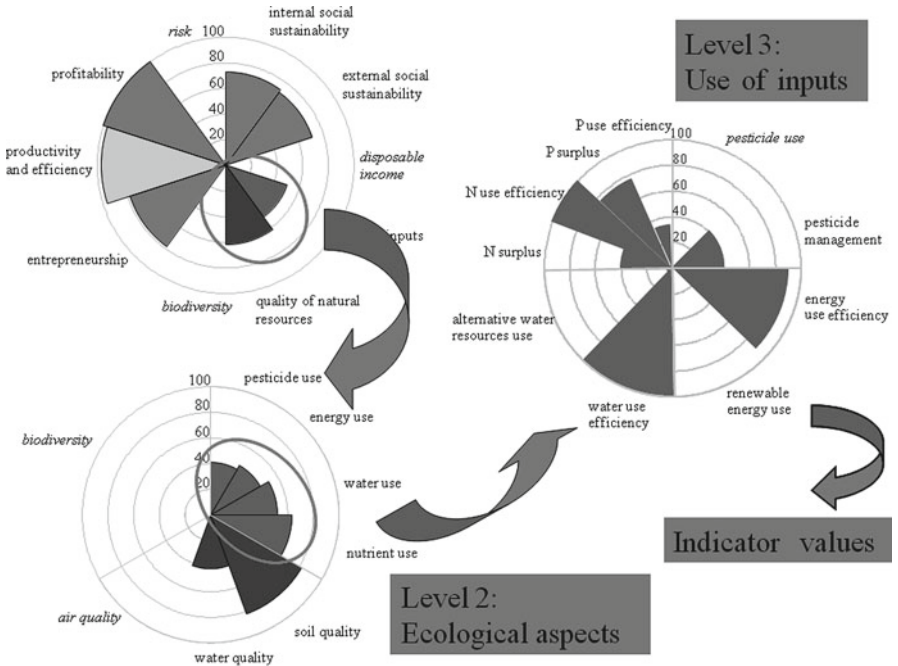 risk
internal social
sustainability
100
80
60
40
20
profitability
external social
sustainability
productivity
and efficiency
disposable
income
inputs
entrepreneurship
biodiversity
quality of natural
resources
Level 3:
Use of inputs
P use efficiency
100
80
60
40
20
pesticide use
P surplus
N use efficiency
pesticide
management
N surplus
energy
use efficiency
alternative water
resources use
renewable
energy use
water use
efficiency
pesticide use
100
80
60
40
20
energy use
biodiversity
water use
nutrient use
air quality
soil quality
water quality
Level 2:
Ecological aspects
Indicator values